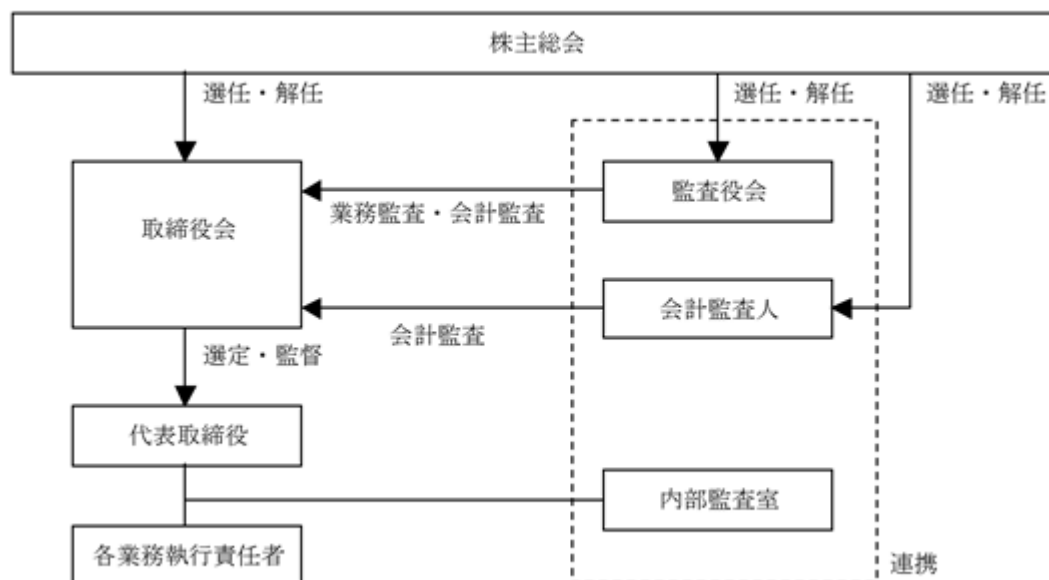 株主総会
選任・解任
選任・解任
選任・解任
取締役会
監査役会
業務監査・会計監査
会計監査人
会計監査
選定・監督
代表取締役
内部監査室
各業務執行責任者
連携